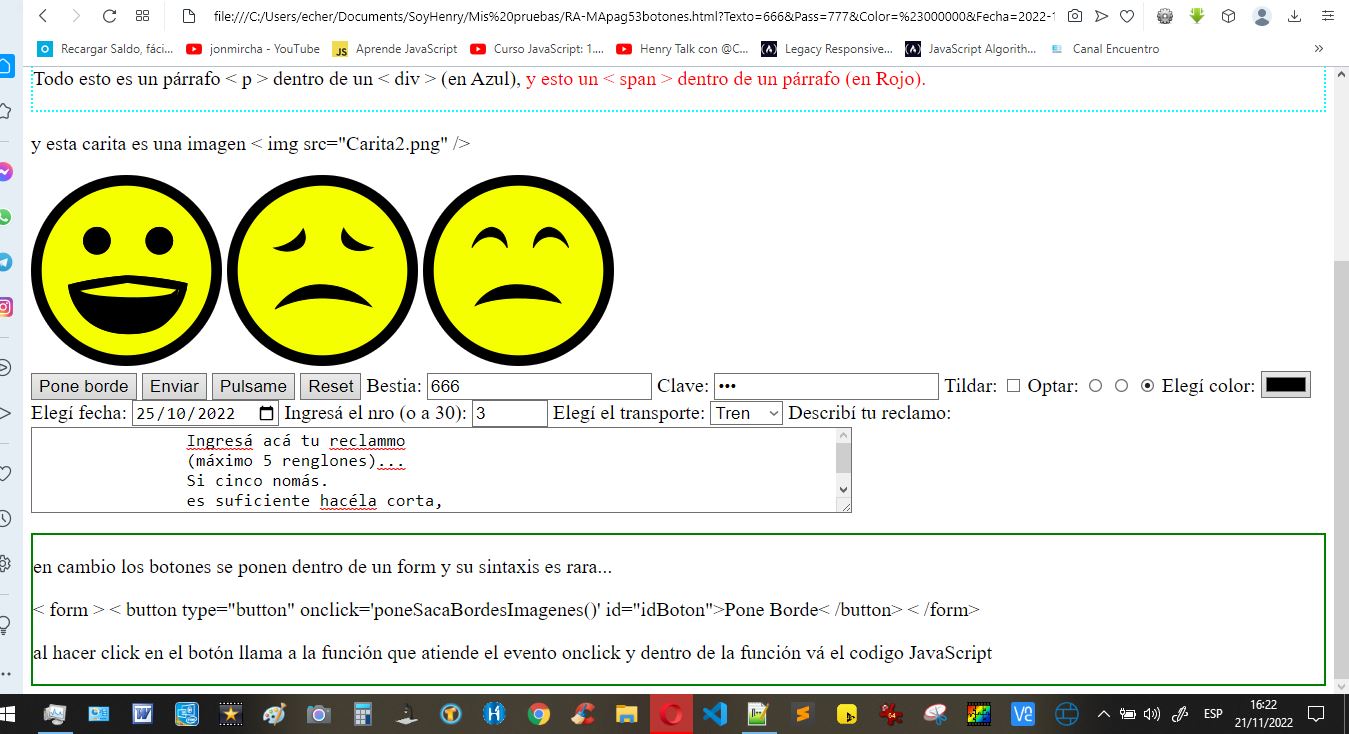 file:///C:/Users/echer/Documents/SoyHenry/Mis%20pruebas/RA-MApag53botones.html?Texto=666&Pass=777&Color=%23000000&Fecha=2022-1
Recargar Saldo, fáci... jonmircha - YouTube JS Aprende JavaScript Curso JavaScript: 1.... Henry Talk con @C... Legacy Responsive... JavaScript Algorith... Canal Encuentro »
Todo esto es un párrafo < p > dentro de un < div > (en Azul), y esto un < span > dentro de un párrafo (en Rojo).
y esta carita es una imagen < img src="Carita2.png" />
Pone borde Enviar Pulsame Reset Bestia: 666 Clave: ••• Tildar: Optar: Elegí color:
Elegí fecha: 25/10/2022 Ingresá el nro (o a 30): 3 Elegí el transporte: Tren Describí tu reclamo:
Ingresá acá tu reclammo
(máximo 5 renglones)...
Si cinco nomás.
es suficiente hacéla corta,
en cambio los botones se ponen dentro de un form y su sintaxis es rara...
< form > < button type="button" onclick='poneSacaBordesImagenes()' id="idBoton">Pone Borde< /button> < /form>
al hacer click en el botón llama a la función que atiende el evento onclick y dentro de la función vá el codigo JavaScript
ESP 16:22
21/11/2022